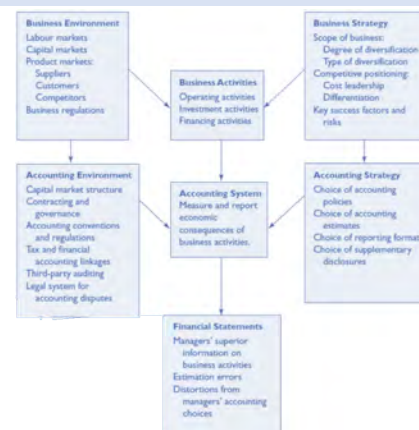 Business Environment
Labour markets
Capital markets
Product markets:
Suppliers
Customers
Competitors
Business regulations
Business Strategy
Scope of business:
Degree of diversification
Type of diversification
Competitive positioning:
Cost leadership
Differentiation
Key success factors and
risks
Business Activities
Operating activities
Investment activities
Financing activities
Accounting Environment
Capital market structure
Contracting and
governance
Accounting conventions
and regulations
Tax and financial
accounting linkages
Third-party auditing
Legal system for
accounting disputes
Accounting System
Measure and report
economic
consequences of
business activities.
Accounting Strategy
Choice of accounting
policies
Choice of accounting
estimates
Choice of reporting format
Choice of supplementary
disclosures
Financial Statements
Managers' superior
information on
business activities
Estimation errors
Distortions from
managers' accounting
choices